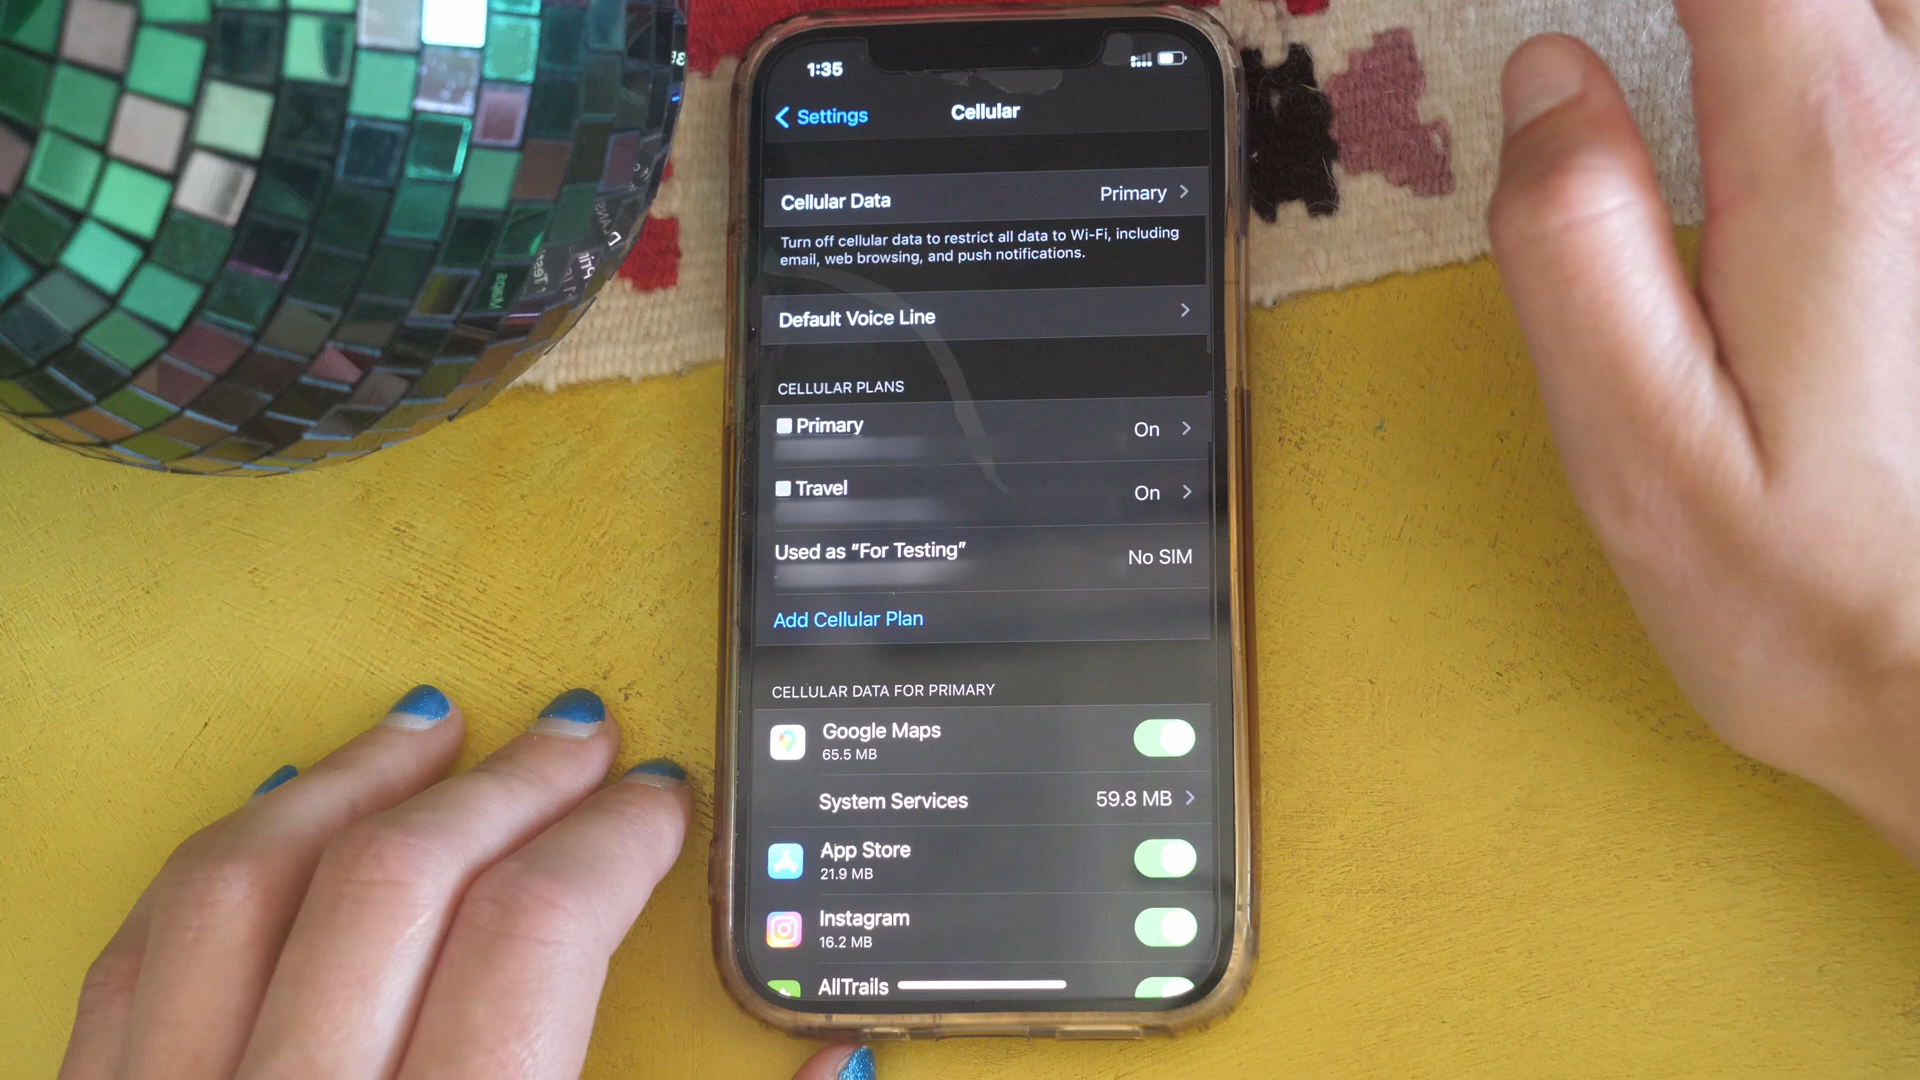 1:35
Settings
Cellular
Cellular Data
Primary
Turn off cellular data to restrict all data to Wi-Fi, including
email, web browsing, and push notifications.
Default Voice Line
CELLULAR PLANS
Primary
On
Travel
On
Used as “For Testing”
No SIM
Add Cellular Plan
CELLULAR DATA FOR PRIMARY
Google Maps
65.5 MB
System Services
59.8 MB
App Store
21.9 MB
Instagram
16.2 MB
AllTrails